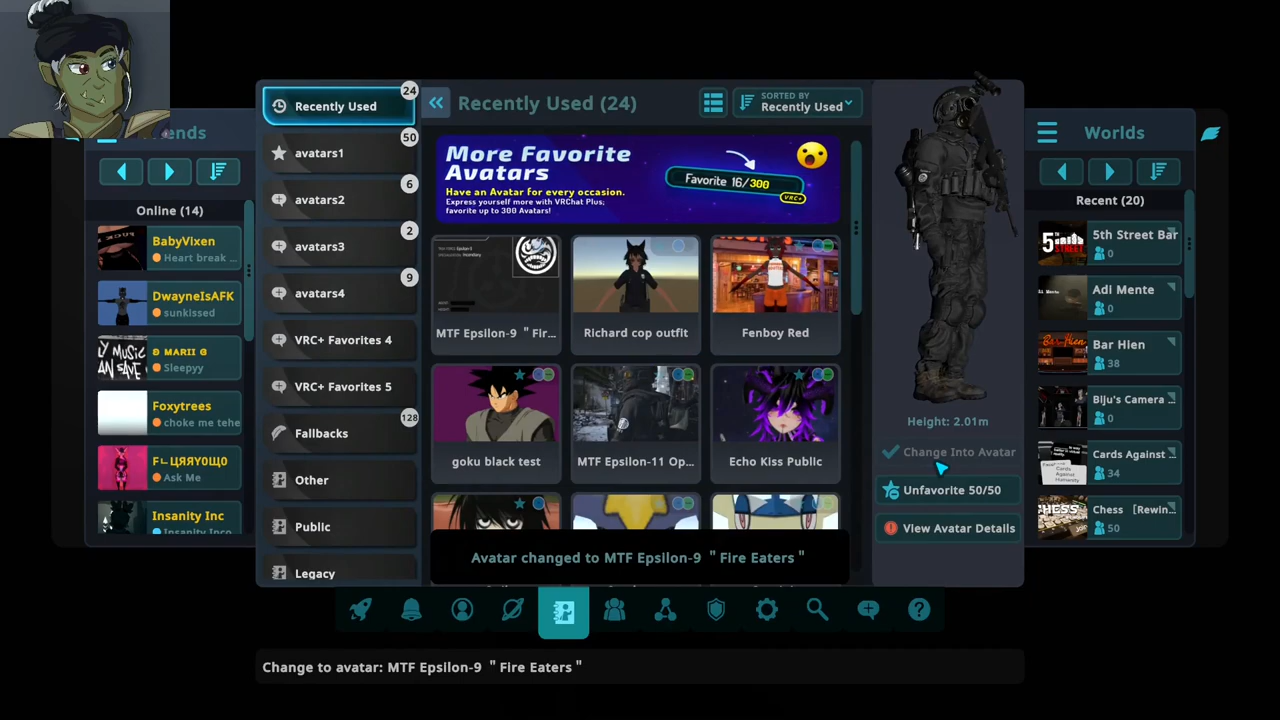 ends
Online (14)
BabyVixen
Heart break ...
DwayneIsAFK
sunkissed
G MARII G
Sleepyy
Foxytrees
choke me tehe
FㄴЦЯЯY0Щ0
Ask Me
Insanity Inc
Insanity Inco
Recently Used
24
avatars1
50
avatars2
6
avatars3
2
avatars4
9
VRC+ Favorites 4
VRC+ Favorites 5
Fallbacks
128
Other
Public
Legacy
Recently Used (24)
SORTED BY
Recently Used
More Favorite
Avatars
Have an Avatar for every occasion.
Express yourself more with VRChat Plus;
favorite up to 300 Avatars!
Favorite 16/300
VRC+
MTF Epsilon-9 " Fir...
Richard cop outfit
Fenboy Red
goku black test
MTF Epsilon-11 Op...
Echo Kiss Public
Avatar changed to MTF Epsilon-9 " Fire Eaters "
Height: 2.01m
Change Into Avatar
Unfavorite 50/50
View Avatar Details
Worlds
Recent (20)
5th Street Bar
0
Adi Mente
0
Bar Hien
38
Biju's Camera ...
0
Cards Against ...
34
Chess [Rewin...
50
Change to avatar: MTF Epsilon-9 " Fire Eaters "